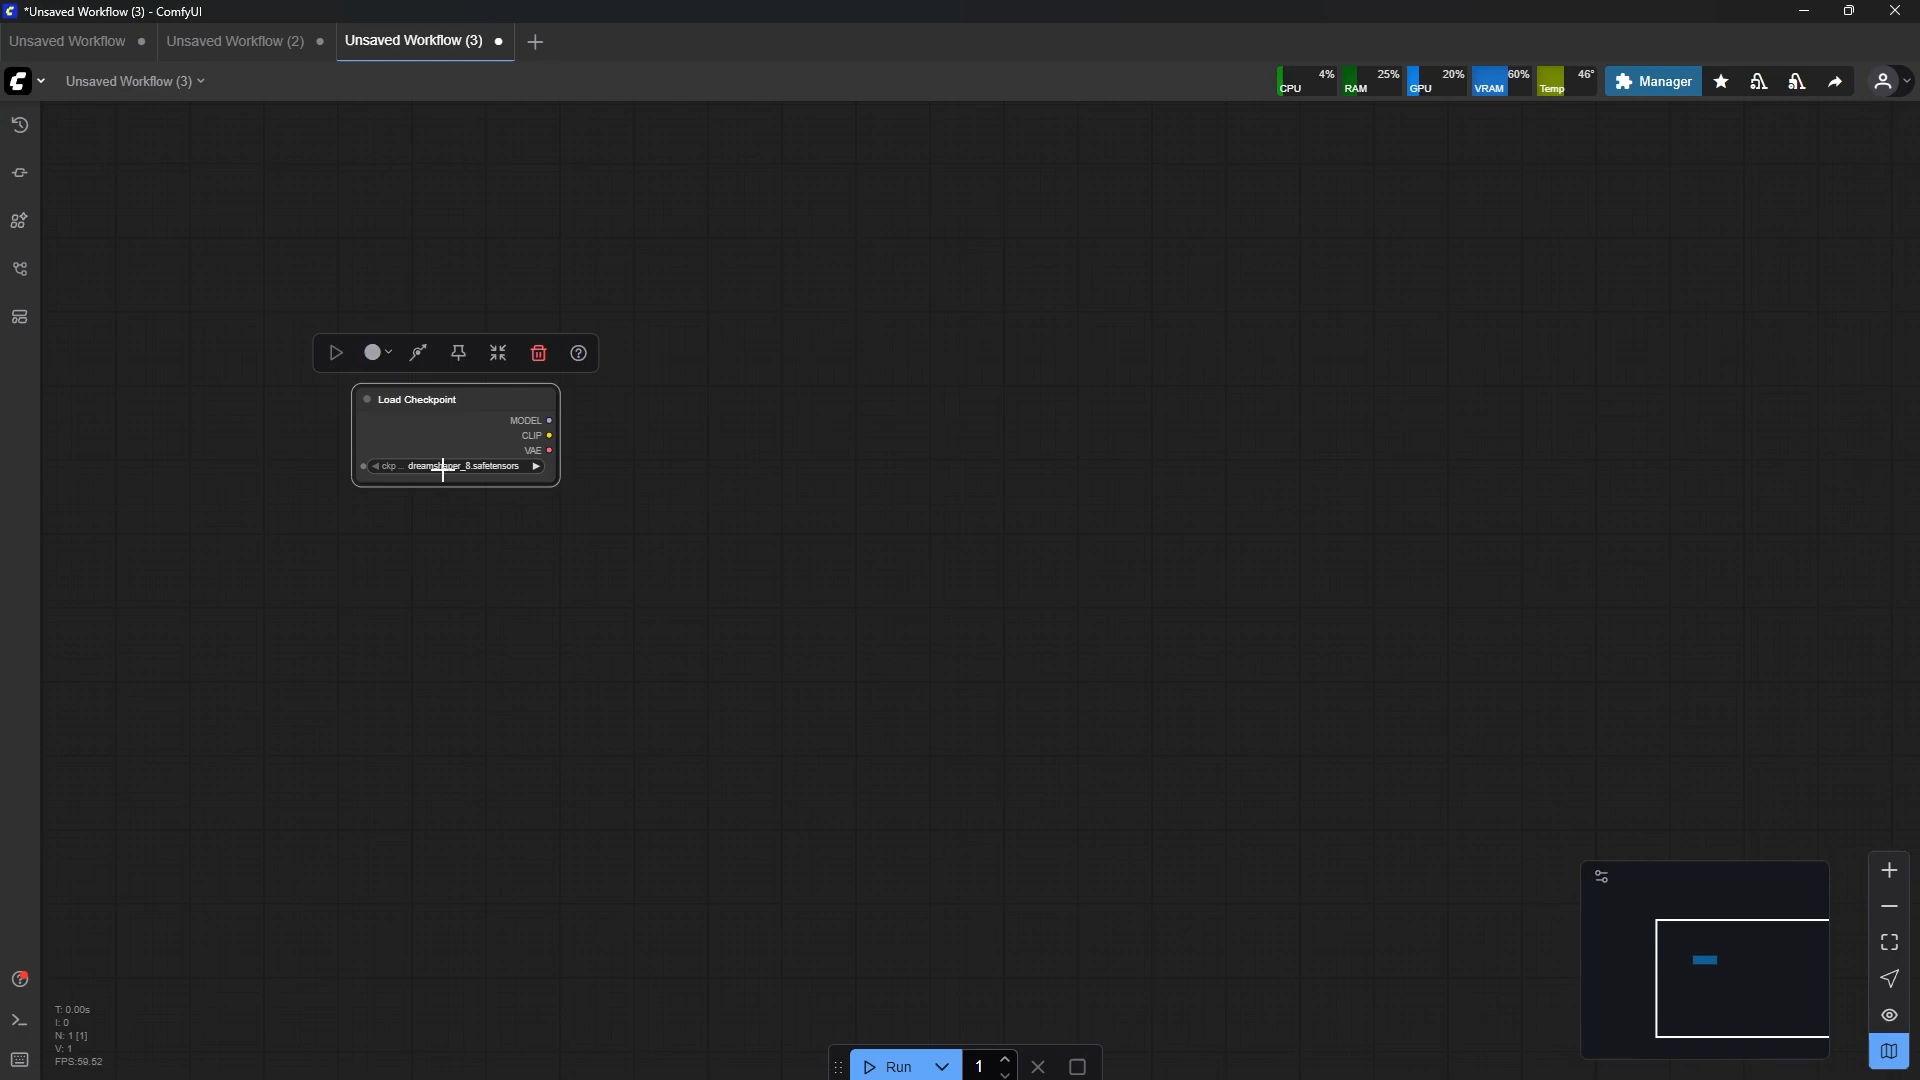 *Unsaved Workflow (3) - ComfyUI
Unsaved Workflow
Unsaved Workflow (2)
Unsaved Workflow (3)
Unsaved Workflow (3)
CPU 4%
RAM 25%
GPU 20%
VRAM 60%
Temp 46°
Manager
Load Checkpoint
MODEL
CLIP
VAE
ckp ... dreamshaper_8.safetensors
T: 0.00s
I: 0
N: 1 [1]
V: 1
FPS:59.52
Run
1